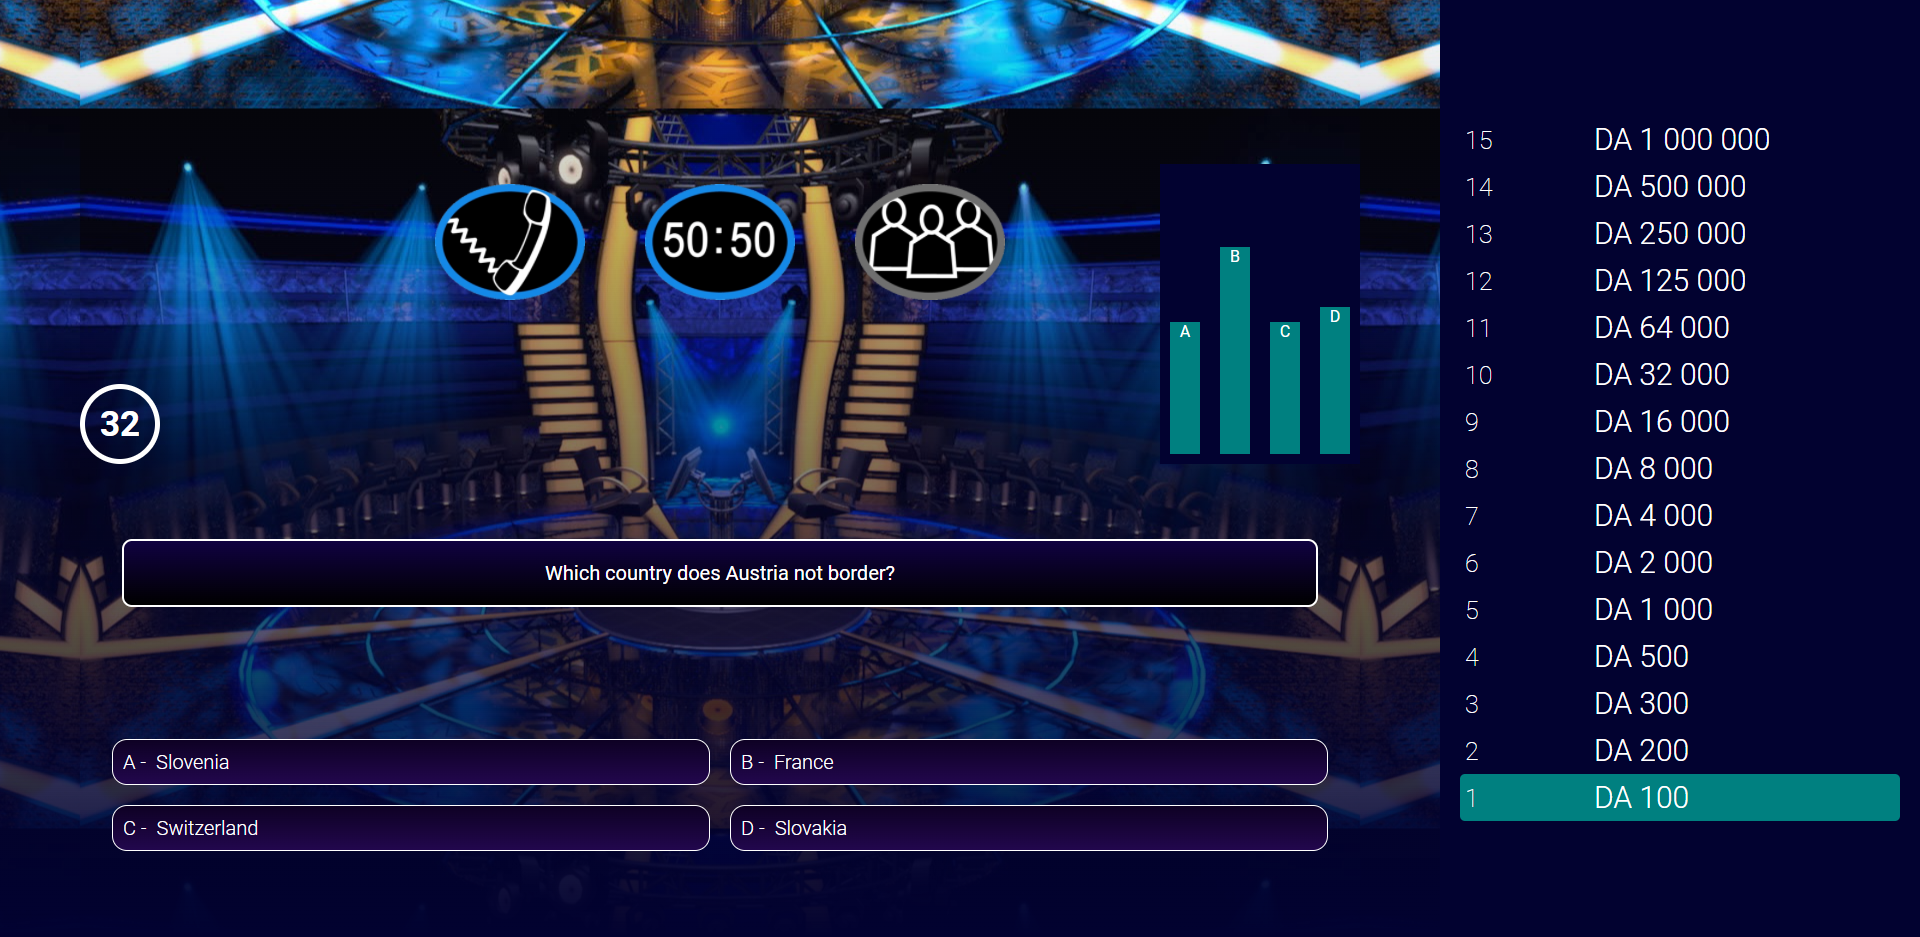 50:50
A
B
C
D
32
Which country does Austria not border?
A - Slovenia
B - France
C - Switzerland
D - Slovakia
15 DA 1 000 000
14 DA 500 000
13 DA 250 000
12 DA 125 000
11 DA 64 000
10 DA 32 000
9 DA 16 000
8 DA 8 000
7 DA 4 000
6 DA 2 000
5 DA 1 000
4 DA 500
3 DA 300
2 DA 200
1 DA 100